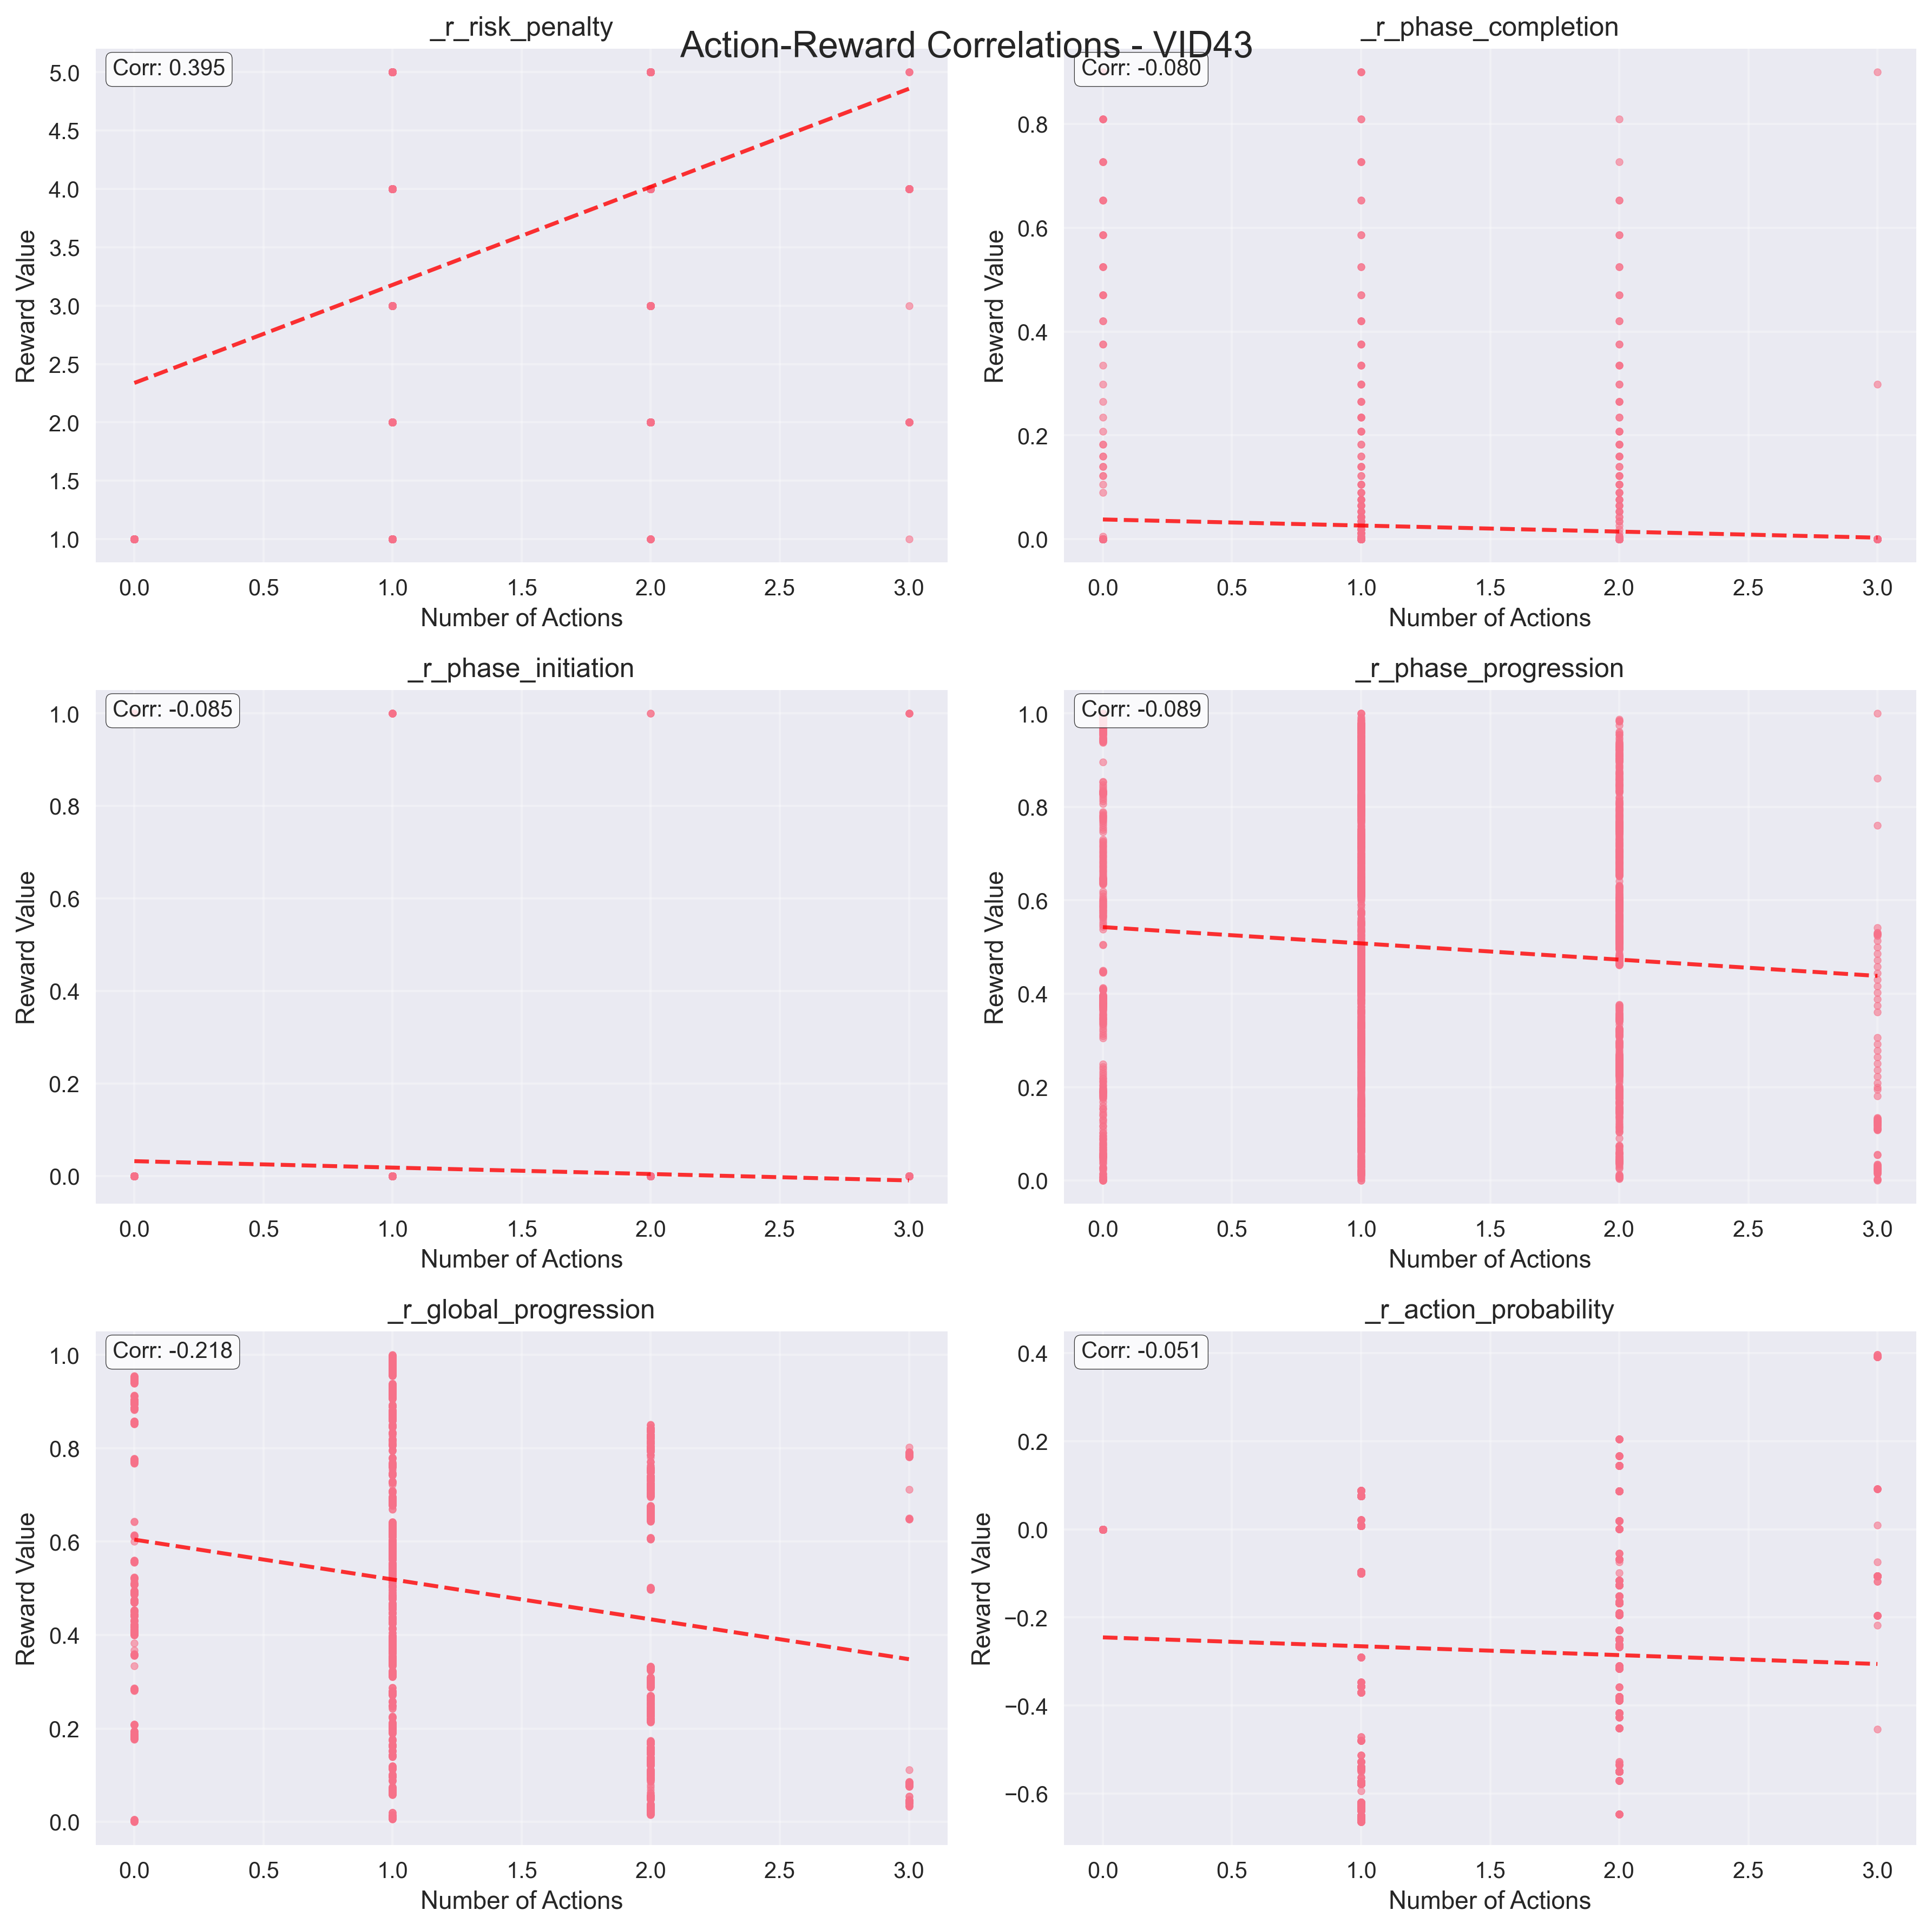 Action-Reward Correlations - VID43
_r_risk_penalty
Corr: 0.395
Reward Value
5.0
4.5
4.0
3.5
3.0
2.5
2.0
1.5
1.0
0.0 0.5 1.0 1.5 2.0 2.5 3.0
Number of Actions
_r_phase_completion
Corr: -0.080
Reward Value
0.8
0.6
0.4
0.2
0.0
0.0 0.5 1.0 1.5 2.0 2.5 3.0
Number of Actions
_r_phase_initiation
Corr: -0.085
Reward Value
1.0
0.8
0.6
0.4
0.2
0.0
0.0 0.5 1.0 1.5 2.0 2.5 3.0
Number of Actions
_r_phase_progression
Corr: -0.089
Reward Value
1.0
0.8
0.6
0.4
0.2
0.0
0.0 0.5 1.0 1.5 2.0 2.5 3.0
Number of Actions
_r_global_progression
Corr: -0.218
Reward Value
1.0
0.8
0.6
0.4
0.2
0.0
0.0 0.5 1.0 1.5 2.0 2.5 3.0
Number of Actions
_r_action_probability
Corr: -0.051
Reward Value
0.4
0.2
0.0
−0.2
−0.4
−0.6
0.0 0.5 1.0 1.5 2.0 2.5 3.0
Number of Actions